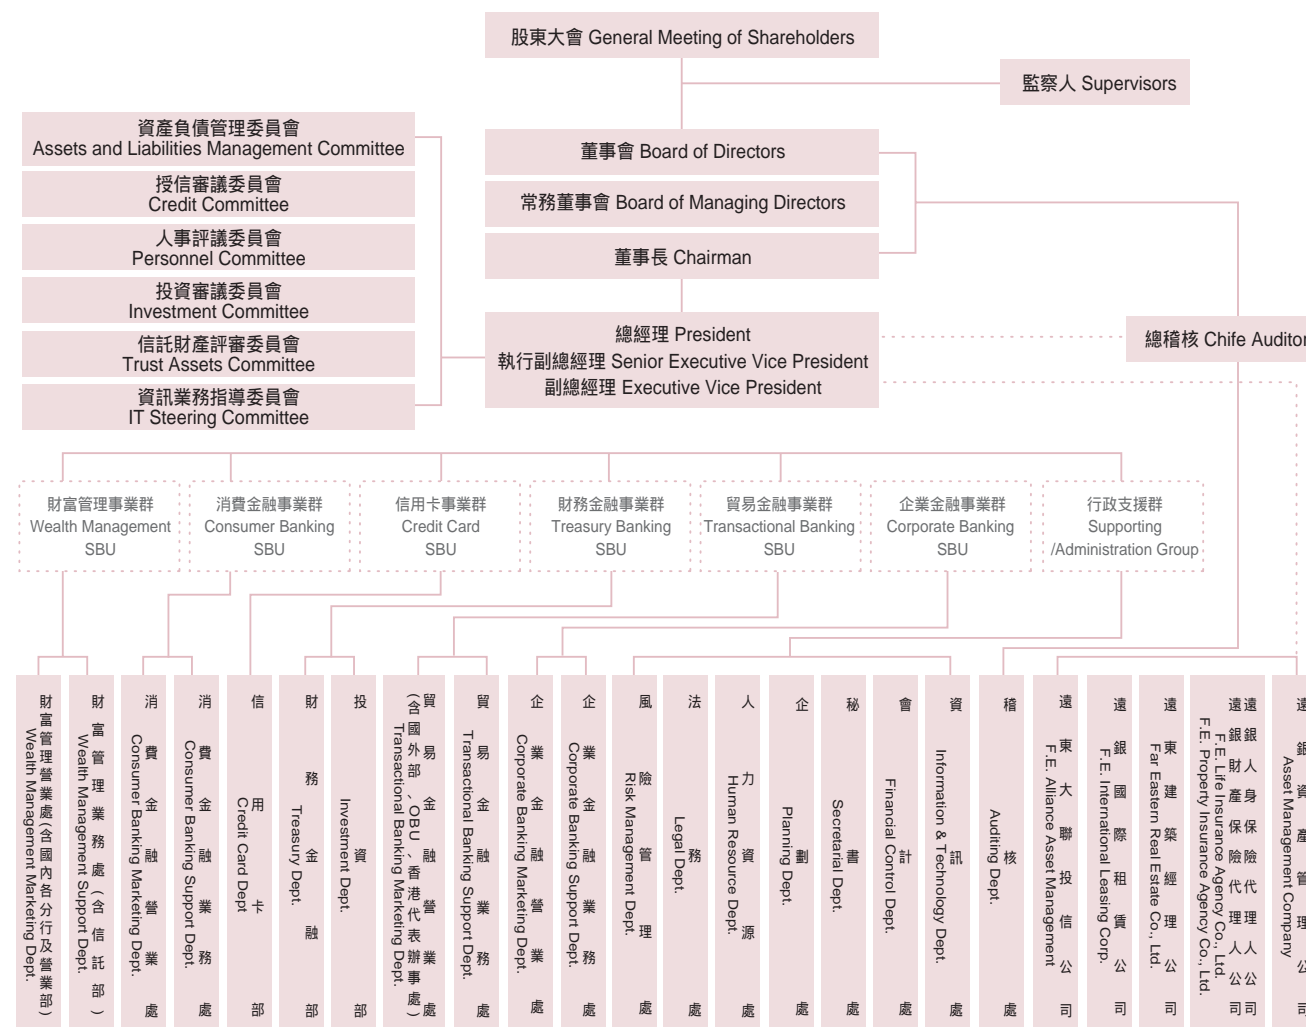 股東大會 General Meeting of Shareholders
監察人 Supervisors
資產負債管理委員會
Assets and Liabilities Management Committee
授信審議委員會
Credit Committee
人事評議委員會
Personnel Committee
投資審議委員會
Investment Committee
信託財產評審委員會
Trust Assets Committee
資訊業務指導委員會
IT Steering Committee
董事會 Board of Directors
常務董事會 Board of Managing Directors
董事長 Chairman
總經理 President
執行副總經理 Senior Executive Vice President
副總經理 Executive Vice President
總稽核 Chife Auditor
財富管理事業群
Wealth Management
SBU
消費金融事業群
Consumer Banking
SBU
信用卡事業群
Credit Card
SBU
財務金融事業群
Treasury Banking
SBU
貿易金融事業群
Transactional Banking
SBU
企業金融事業群
Corporate Banking
SBU
行政支援群
Supporting
/Administration Group
財富管理營業處(含國內各分行及營業部)
Wealth Management Marketing Dept.
財富管理業務處(含信託部)
Wealth Management Support Dept.
消費金融營業處
Consumer Banking Marketing Dept.
消費金融業務處
Consumer Banking Support Dept.
信用卡部
Credit Card Dept
財務金融部
Treasury Dept.
投資部
Investment Dept.
貿易金融營業處
(含國外部、OBU、香港代表辦事處)
Transactional Banking Marketing Dept.
貿易金融業務處
Transactional Banking Support Dept.
企業金融營業處
Corporate Banking Marketing Dept.
企業金融業務處
Corporate Banking Support Dept.
風險管理處
Risk Management Dept.
法務處
Legal Dept.
人力資源處
Human Resource Dept.
企劃處
Planning Dept.
秘書處
Secretarial Dept.
會計處
Financial Control Dept.
資訊處
Information & Technology Dept.
稽核處
Auditing Dept.
遠東大聯投信公司
F.E. Alliance Asset Management
遠銀國際租賃公司
F.E. International Leasing Corp.
遠東建築經理公司
Far Eastern Real Estate Co., Ltd.
遠銀人身保險代理人公司
遠銀財產保險代理人公司
F.E. Life Insurance Agency Co., Ltd.
F.E. Property Insurance Agency Co., Ltd.
遠銀資產管理公司
Asset Management Company